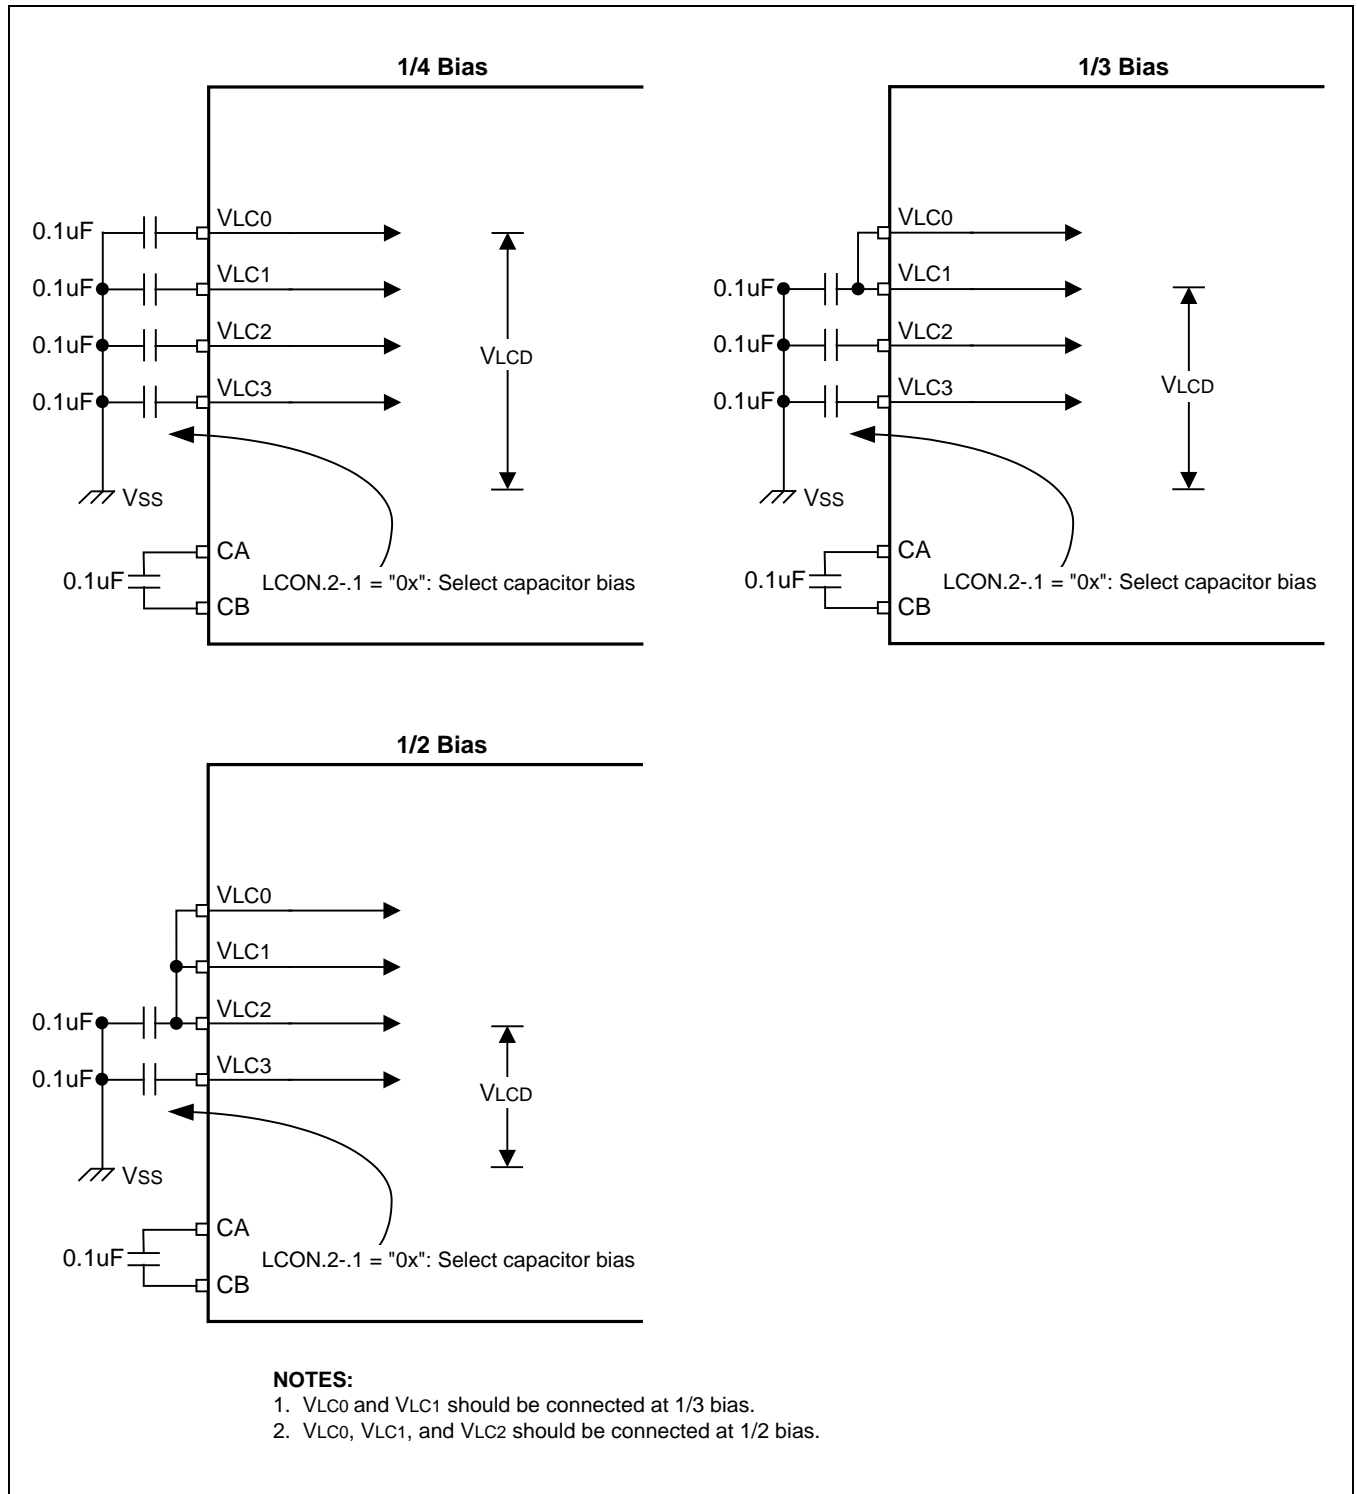 1/4 Bias
0.1uF
VLC0
0.1uF
VLC1
0.1uF
VLC2
0.1uF
VLC3
VLCD
VSS
CA
0.1uF
LCON.2-.1 = "0x": Select capacitor bias
CB
1/3 Bias
VLC0
0.1uF
VLC1
0.1uF
VLC2
0.1uF
VLC3
VLCD
VSS
CA
0.1uF
LCON.2-.1 = "0x": Select capacitor bias
CB
1/2 Bias
VLC0
VLC1
0.1uF
VLC2
0.1uF
VLC3
VLCD
VSS
CA
0.1uF
LCON.2-.1 = "0x": Select capacitor bias
CB
NOTES:
1. VLC0 and VLC1 should be connected at 1/3 bias.
2. VLC0, VLC1, and VLC2 should be connected at 1/2 bias.